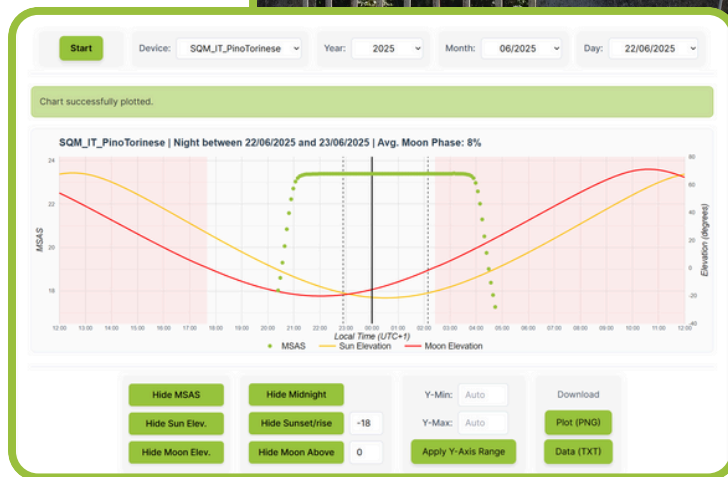 Start Device: SQM_IT_PinoTorinese Year: 2025 Month: 06/2025 Day: 22/06/2025
Chart successfully plotted.
SQM_IT_PinoTorinese | Night between 22/06/2025 and 23/06/2025 | Avg. Moon Phase: 8%
24 80
60
22
40
MSAS 20 20 Elevation (degrees)
0
18
-20
-40
12:00 13:00 14:00 15:00 16:00 17:00 18:00 19:00 20:00 21:00 22:00 23:00 00:00 01:00 02:00 03:00 04:00 05:00 06:00 07:00 08:00 09:00 10:00 11:00 12:00
Local Time (UTC+1)
MSAS Sun Elevation Moon Elevation
Hide MSAS Hide Midnight Y-Min: Auto Download
Hide Sun Elev. Hide Sunset/rise -18 Y-Max: Auto Plot (PNG)
Hide Moon Elev. Hide Moon Above 0 Apply Y-Axis Range Data (TXT)